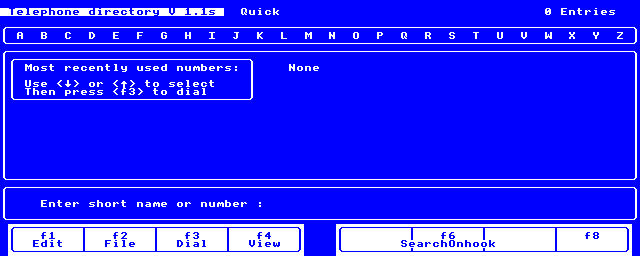 Telephone directory V 1.1s Quick 0 Entries
A B C D E F G H I J K L M N O P Q R S T U V W X Y Z
Most recently used numbers: None
Use <↓> or <↑> to select
Then press <f3> to dial
Enter short name or number :
f1 f2 f3 f4 f6 f8
Edit File Dial View SearchOnhook